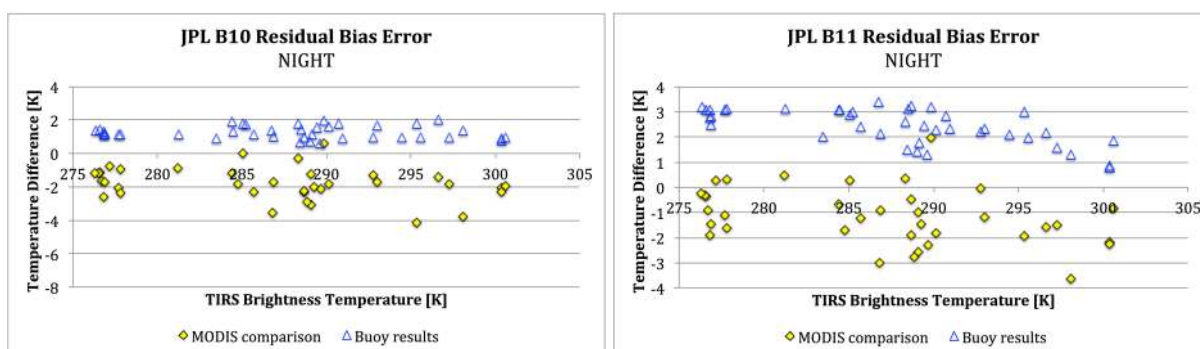 JPL B10 Residual Bias Error
NIGHT
Temperature Difference [K]
4
2
0
-2
-4
-6
-8
275 280 285 290 295 300 305
TIRS Brightness Temperature [K]
MODIS comparison Buoy results
JPL B11 Residual Bias Error
NIGHT
Temperature Difference [K]
4
3
2
1
0
-1
-2
-3
-4
275 280 285 290 295 300 305
TIRS Brightness Temperature [K]
MODIS comparison Buoy results